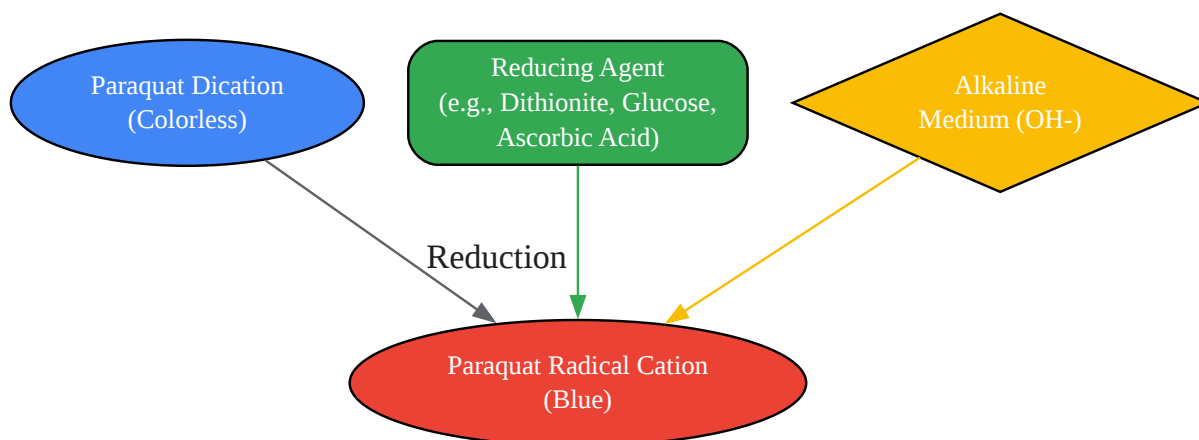 Paraquat Dication
(Colorless)
Reducing Agent
(e.g., Dithionite, Glucose,
Ascorbic Acid)
Alkaline
Medium (OH-)
Reduction
Paraquat Radical Cation
(Blue)